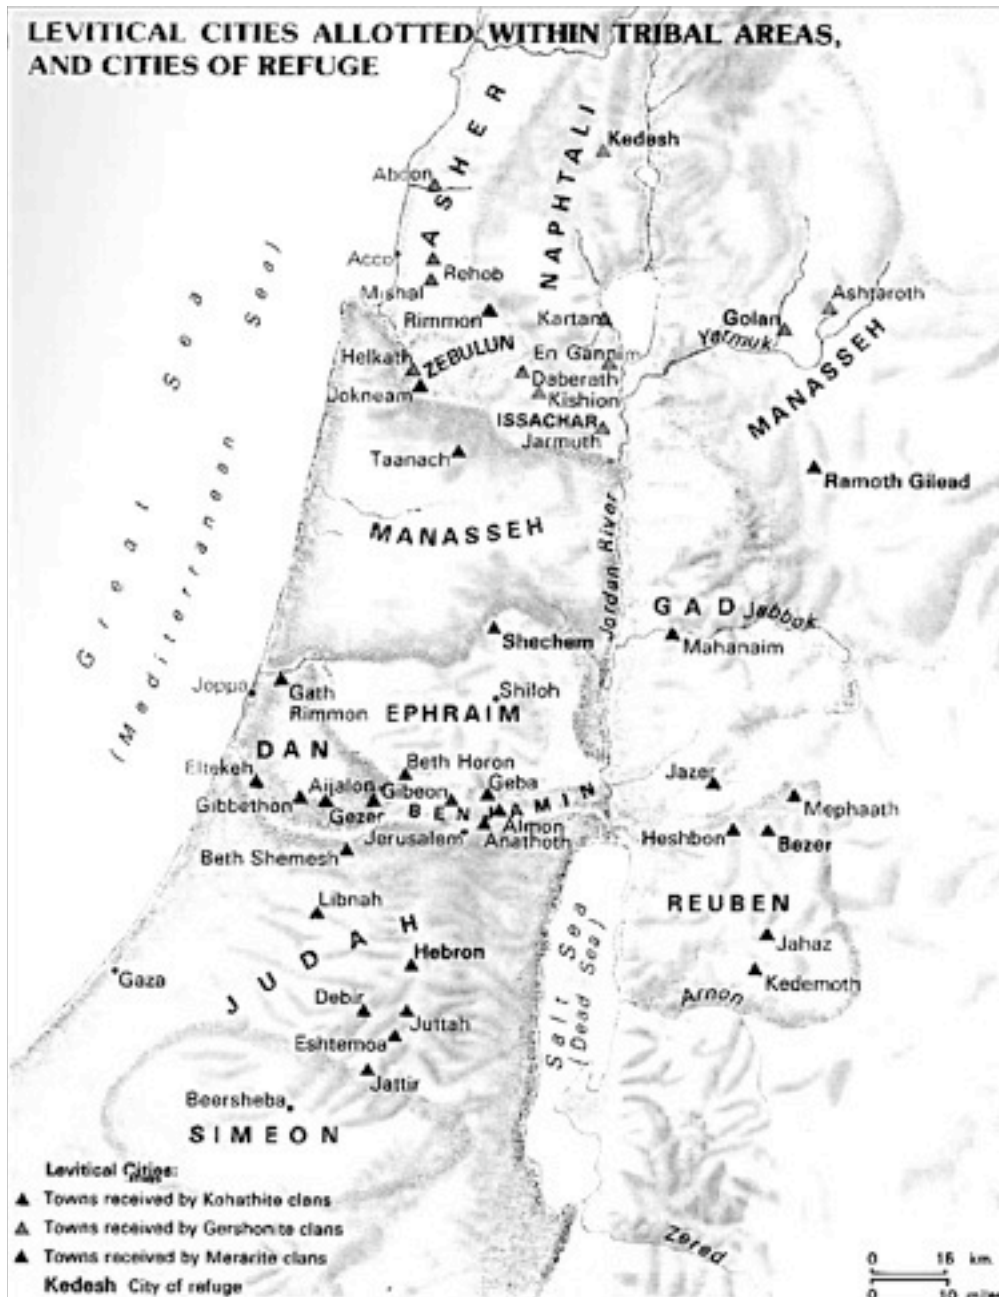 LEVITICAL CITIES ALLOTTED WITHIN TRIBAL AREAS,
AND CITIES OF REFUGE
ASHER
NAPHTALI
Kedesh
Abdon
Acco
Rehob
Mishal
Rimmon
Kartan
Golan
Ashtaroth
Yarmuk
MANASSEH
Helkath
ZEBULUN
En Gannim
Daberath
Kishion
Jokneam
ISSACHAR
Jarmuth
Taanach
Ramoth Gilead
MANASSEH
Great Sea
(Mediterranean Sea)
Jordan River
GAD
Jabbok
Mahanaim
Shechem
Joppa
Gath
Rimmon
Shiloh
EPHRAIM
DAN
Eltekeh
Beth Horon
Geba
Jazer
Gibbethon
Aijalon
Gezer
Gibeon
BENJAMIN
Mephaath
Jerusalem
Almon
Anathoth
Heshbon
Bezer
Beth Shemesh
REUBEN
Libnah
JUDAH
Hebron
Jahaz
Gaza
Kedemoth
Arnon
Salt Sea
(Dead Sea)
Debir
Juttah
Eshtemoa
Jattir
Beersheba
SIMEON
Levitical Cities:
Towns received by Kohathite clans
Towns received by Gershonite clans
Towns received by Merarite clans
Kedesh City of refuge
Zered
0 16 km.
0 10 miles